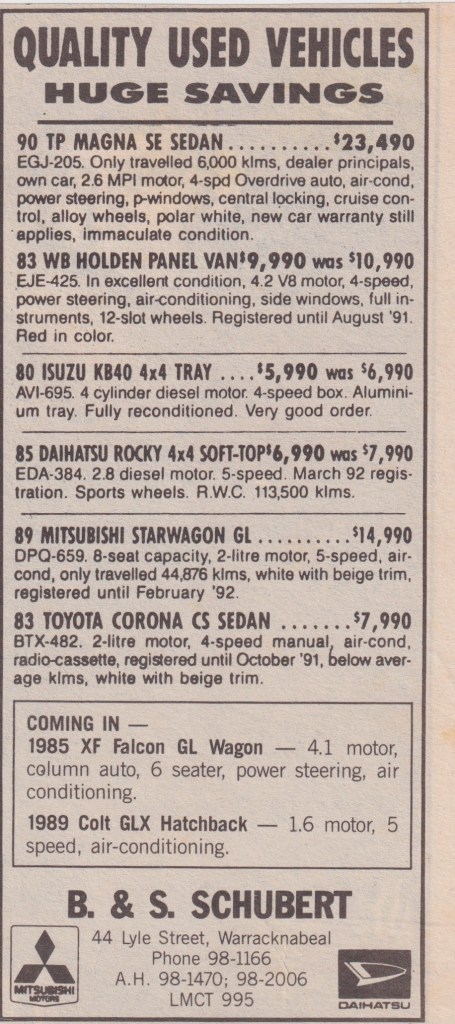 QUALITY USED VEHICLES
HUGE SAVINGS
90 TP MAGNA SE SEDAN..........$23,490
EGJ-205. Only travelled 6,000 klms, dealer principals,
own car, 2.6 MPI motor, 4-spd Overdrive auto, air-cond,
power steering, p-windows, central locking, cruise con-
trol, alloy wheels, polar white, new car warranty still
applies, immaculate condition.
83 WB HOLDEN PANEL VAN$9,990 was $10,990
EJE-425. In excellent condition, 4.2 V8 motor, 4-speed,
power steering, air-conditioning, side windows, full in-
struments, 12-slot wheels. Registered until August '91.
Red in color.
80 ISUZU KB40 4x4 TRAY ....$5,990 was $6,990
AVI-695. 4 cylinder diesel motor. 4-speed box. Alumini-
um tray. Fully reconditioned. Very good order.
85 DAIHATSU ROCKY 4x4 SOFT-TOP$6,990 was $7,990
EDA-384. 2.8 diesel motor. 5-speed. March 92 regis-
tration. Sports wheels. R.W.C. 113,500 klms.
89 MITSUBISHI STARWAGON GL ..........$14,990
DPQ-659. 8-seat capacity, 2-litre motor, 5-speed, air-
cond, only travelled 44,876 klms, white with beige trim,
registered until February '92.
83 TOYOTA CORONA CS SEDAN .......$7,990
BTX-482. 2-litre motor, 4-speed manual, air-cond,
radio-cassette, registered until October '91, below aver-
age klms, white with beige trim.
COMING IN —
1985 XF Falcon GL Wagon — 4.1 motor,
column auto, 6 seater, power steering, air
conditioning.
1989 Colt GLX Hatchback — 1.6 motor, 5
speed, air-conditioning.
B. & S. SCHUBERT
44 Lyle Street, Warracknabeal
Phone 98-1166
A.H. 98-1470; 98-2006
LMCT 995
MITSUBISHI
MOTORS
DAIHATSU